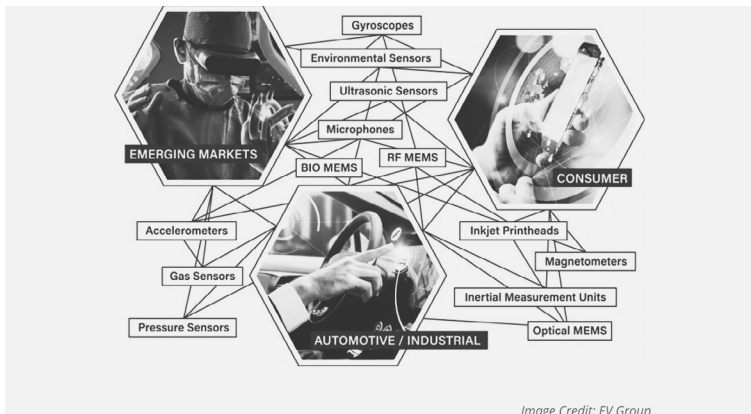 Gyroscopes
Environmental Sensors
Ultrasonic Sensors
Microphones
EMERGING MARKETS
RF MEMS
BIO MEMS
CONSUMER
Accelerometers
Inkjet Printheads
Magnetometers
Gas Sensors
Inertial Measurement Units
Pressure Sensors
Optical MEMS
AUTOMOTIVE / INDUSTRIAL
Image Credit: EV Group